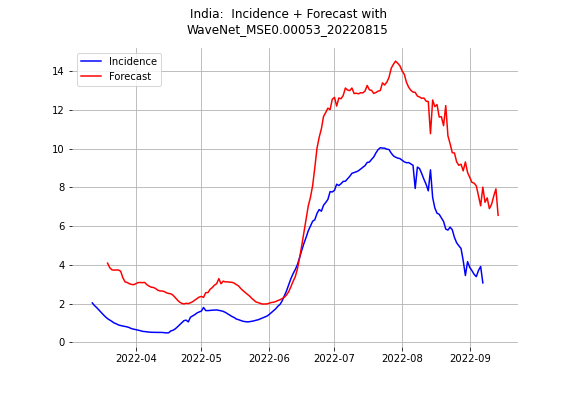 India:  Incidence + Forecast with
WaveNet_MSE0.00053_20220815
Incidence
Forecast
14
12
10
8
6
4
2
0
2022-04 2022-05 2022-06 2022-07 2022-08 2022-09